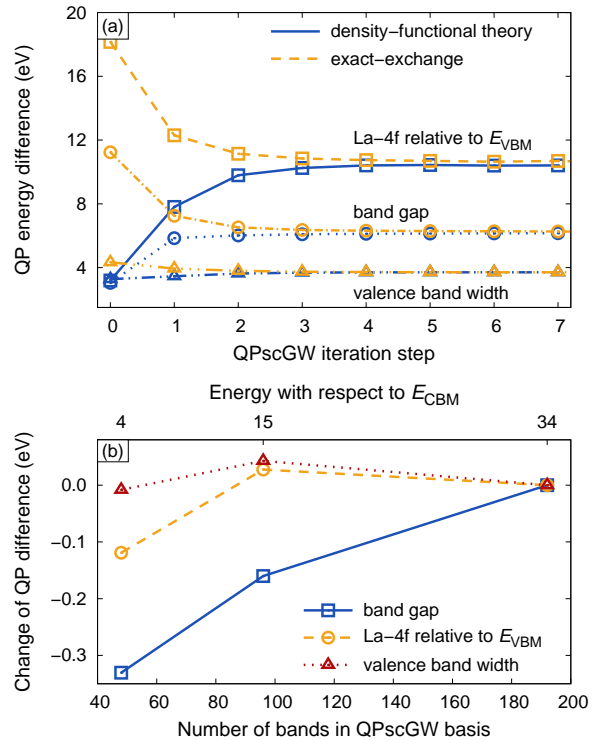 (a)
density–functional theory
exact–exchange
La–4f relative to EVBM
band gap
valence band width
QP energy difference (eV)
20
16
12
8
4
0 1 2 3 4 5 6 7
QPscGW iteration step
Energy with respect to ECBM
4 15 34
(b)
Change of QP difference (eV)
0.0
−0.1
−0.2
−0.3
band gap
La–4f relative to EVBM
valence band width
40 60 80 100 120 140 160 180 200
Number of bands in QPscGW basis